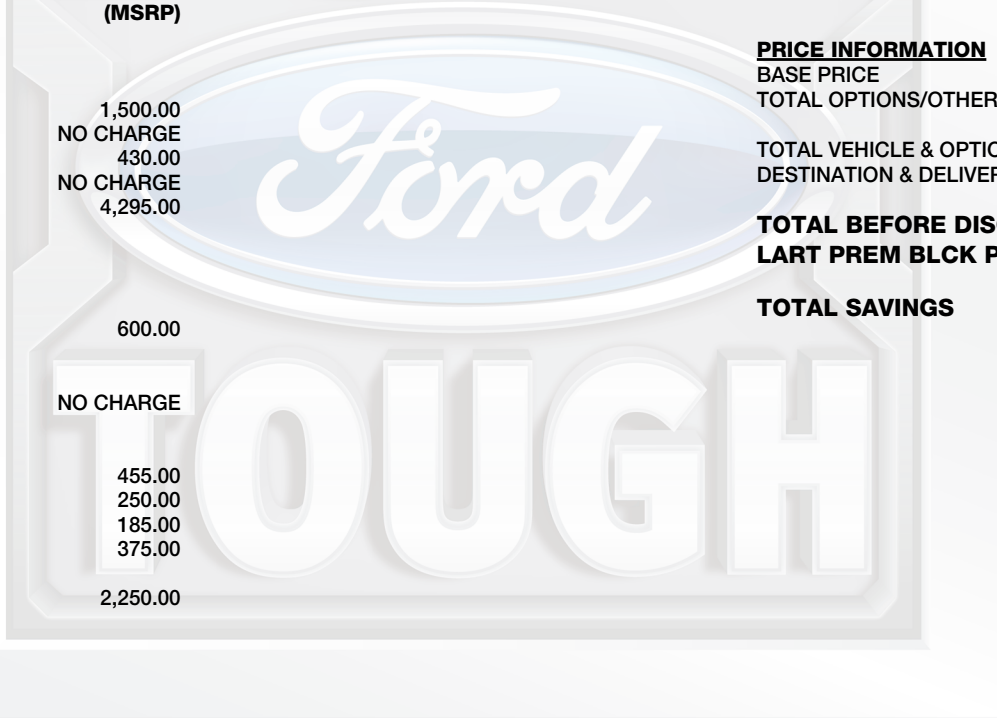 (MSRP)
1,500.00
NO CHARGE
430.00
NO CHARGE
4,295.00
600.00
NO CHARGE
455.00
250.00
185.00
375.00
2,250.00
PRICE INFORMATION
BASE PRICE
TOTAL OPTIONS/OTHER
TOTAL VEHICLE & OPTIO
DESTINATION & DELIVER
TOTAL BEFORE DIS
LART PREM BLCK P
TOTAL SAVINGS
Ford
TOUGH